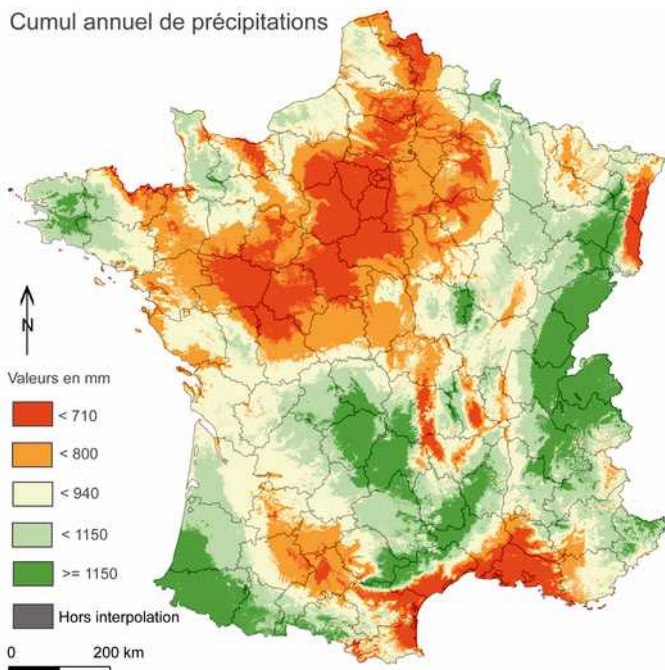 Cumul annuel de précipitations
N
Valeurs en mm
< 710
< 800
< 940
< 1150
>= 1150
Hors interpolation
0 200 km